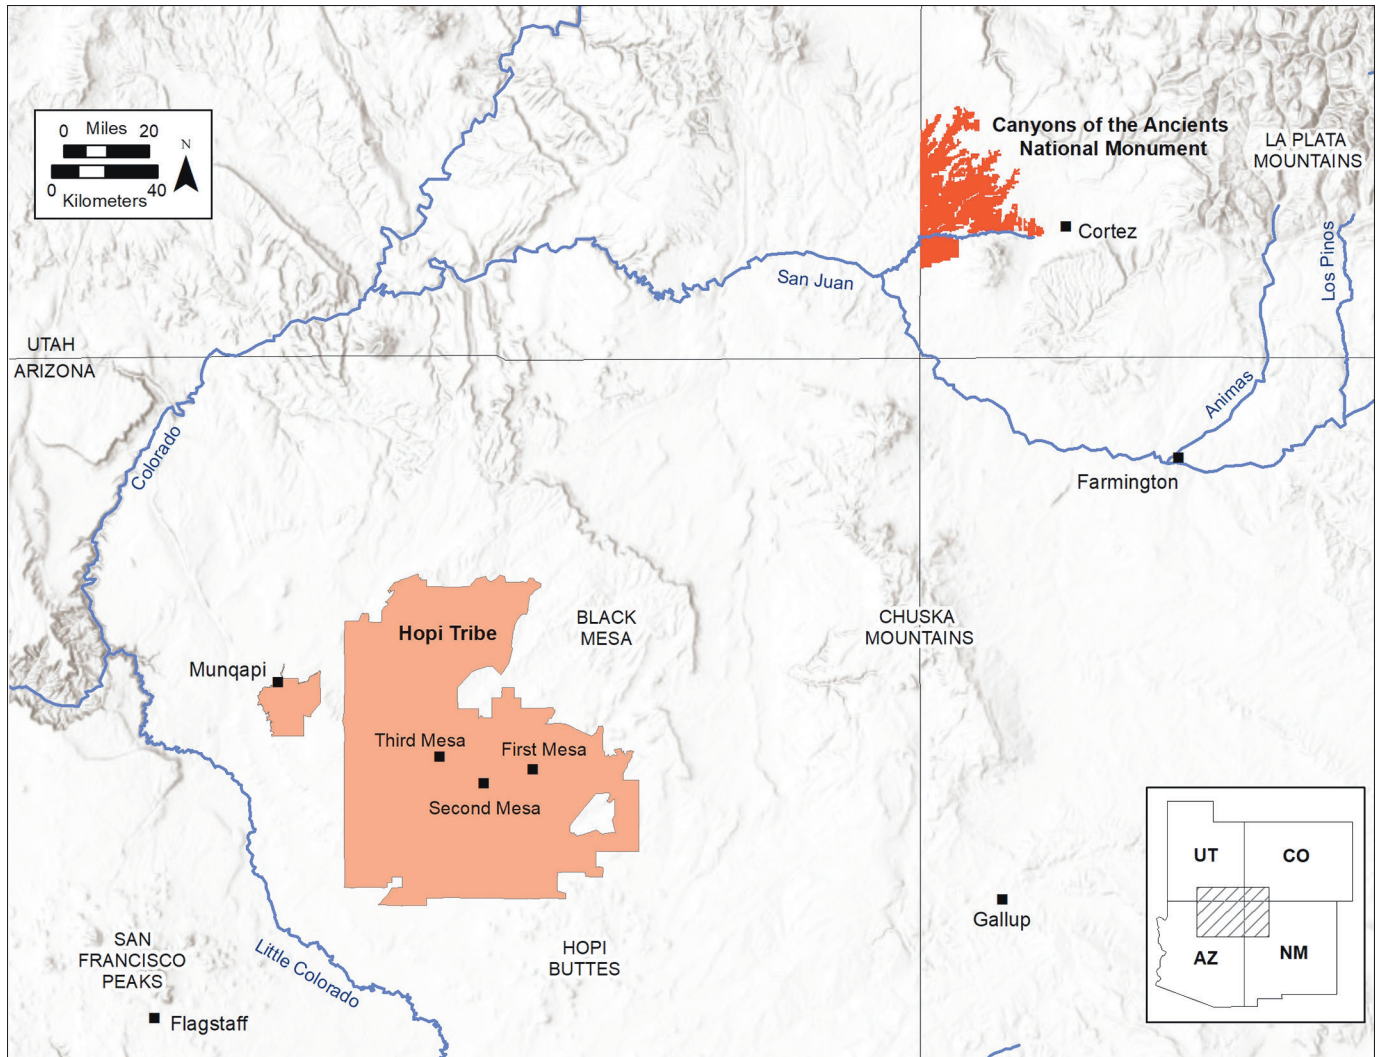 0 Miles 20
N
0 40
Kilometers
Canyons of the Ancients
National Monument
LA PLATA
MOUNTAINS
Cortez
Los Pinos
San Juan
UTAH
ARIZONA
Animas
Colorado
Farmington
Hopi Tribe
BLACK
MESA
CHUSKA
MOUNTAINS
Munqapi
Third Mesa
First Mesa
Second Mesa
UT
CO
AZ
NM
Gallup
SAN
FRANCISCO
PEAKS
Little Colorado
HOPI
BUTTES
Flagstaff